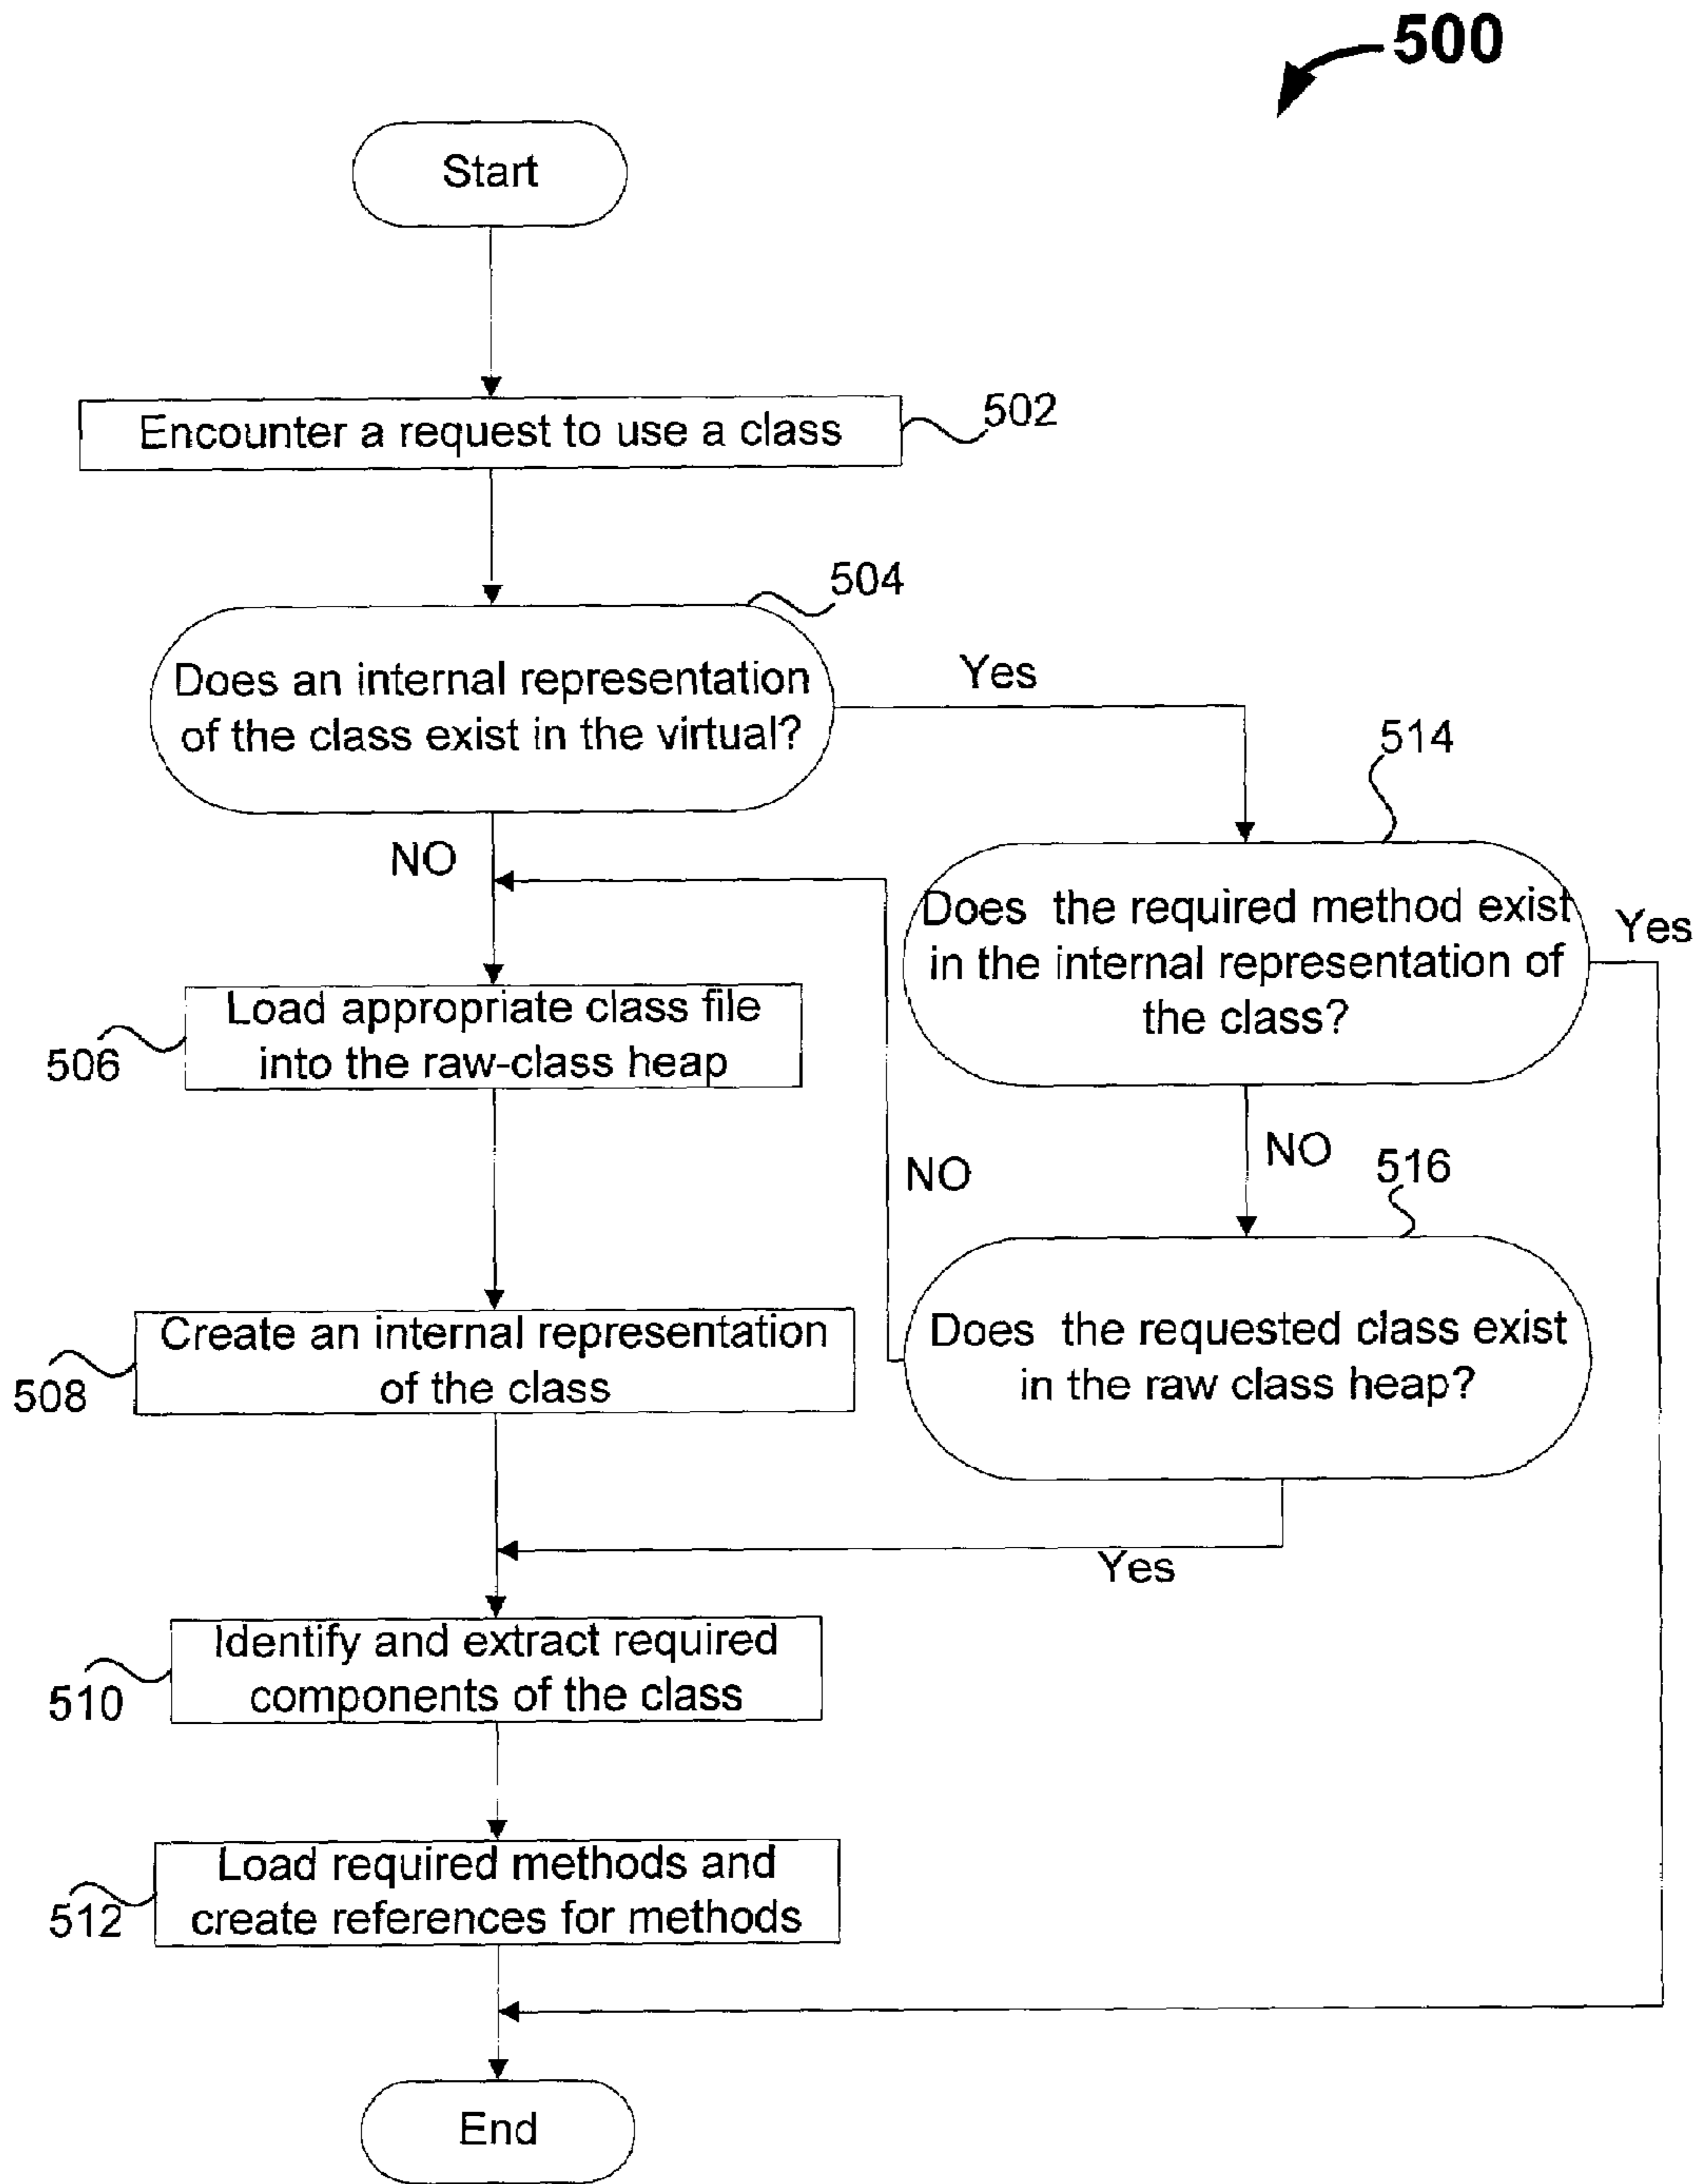 500
Start
Encounter a request to use a class
502
504
Does an internal representation
of the class exist in the virtual?
Yes
NO
514
Does the required method exist
in the internal representation of
the class?
Yes
Load appropriate class file
into the raw-class heap
506
NO
NO
516
Does the requested class exist
in the raw class heap?
Create an internal representation
of the class
508
Yes
Identify and extract required
components of the class
510
Load required methods and
create references for methods
512
End